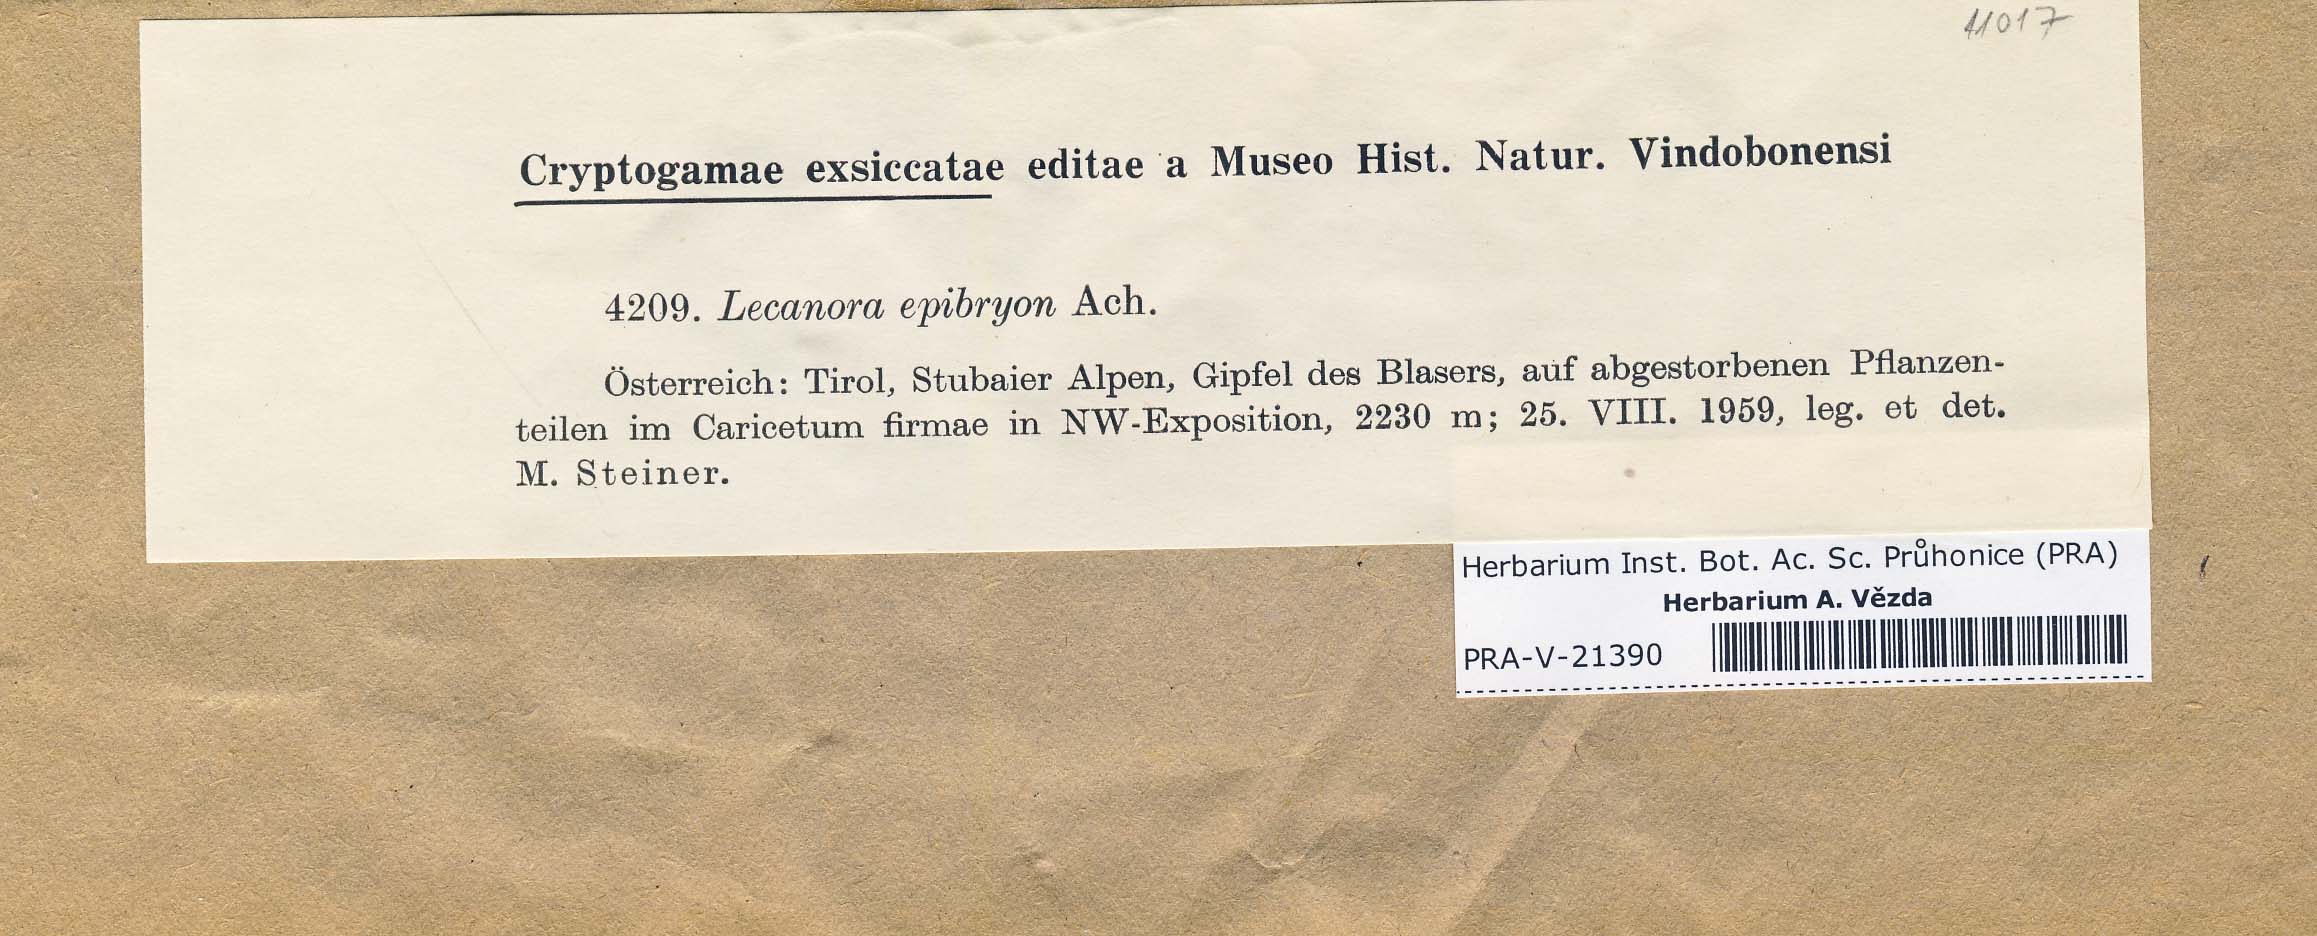 11017
Cryptogamae exsiccatae editae a Museo Hist. Natur. Vindobonensi
4209. Lecanora epibryon Ach.
Österreich: Tirol, Stubaier Alpen, Gipfel des Blasers, auf abgestorbenen Pflanzen-
teilen im Caricetum firmae in NW-Exposition, 2230 m; 25. VIII. 1959, leg. et det.
M. Steiner.
Herbarium Inst. Bot. Ac. Sc. Průhonice (PRA)
Herbarium A. Vězda
PRA-V-21390